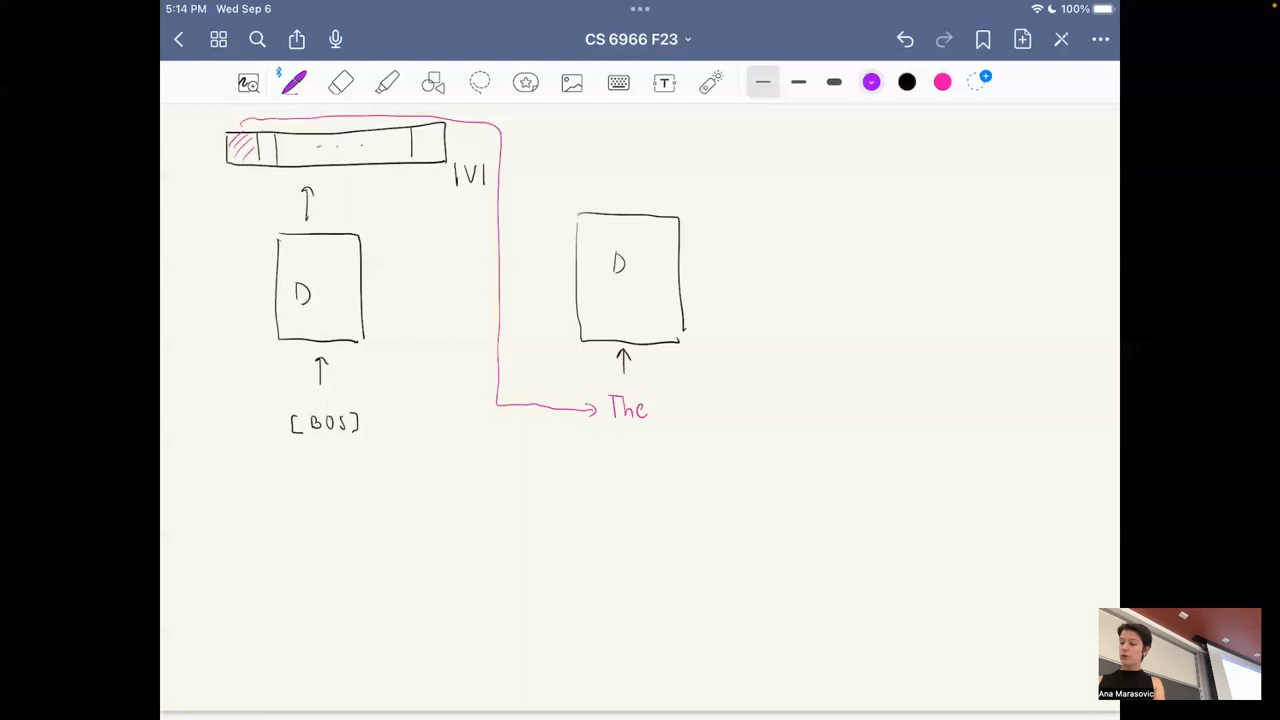 5:14 PM Wed Sep 6
100%
CS 6966 F23
|V|
D
D
The
[BOS]
Ana Marasovic